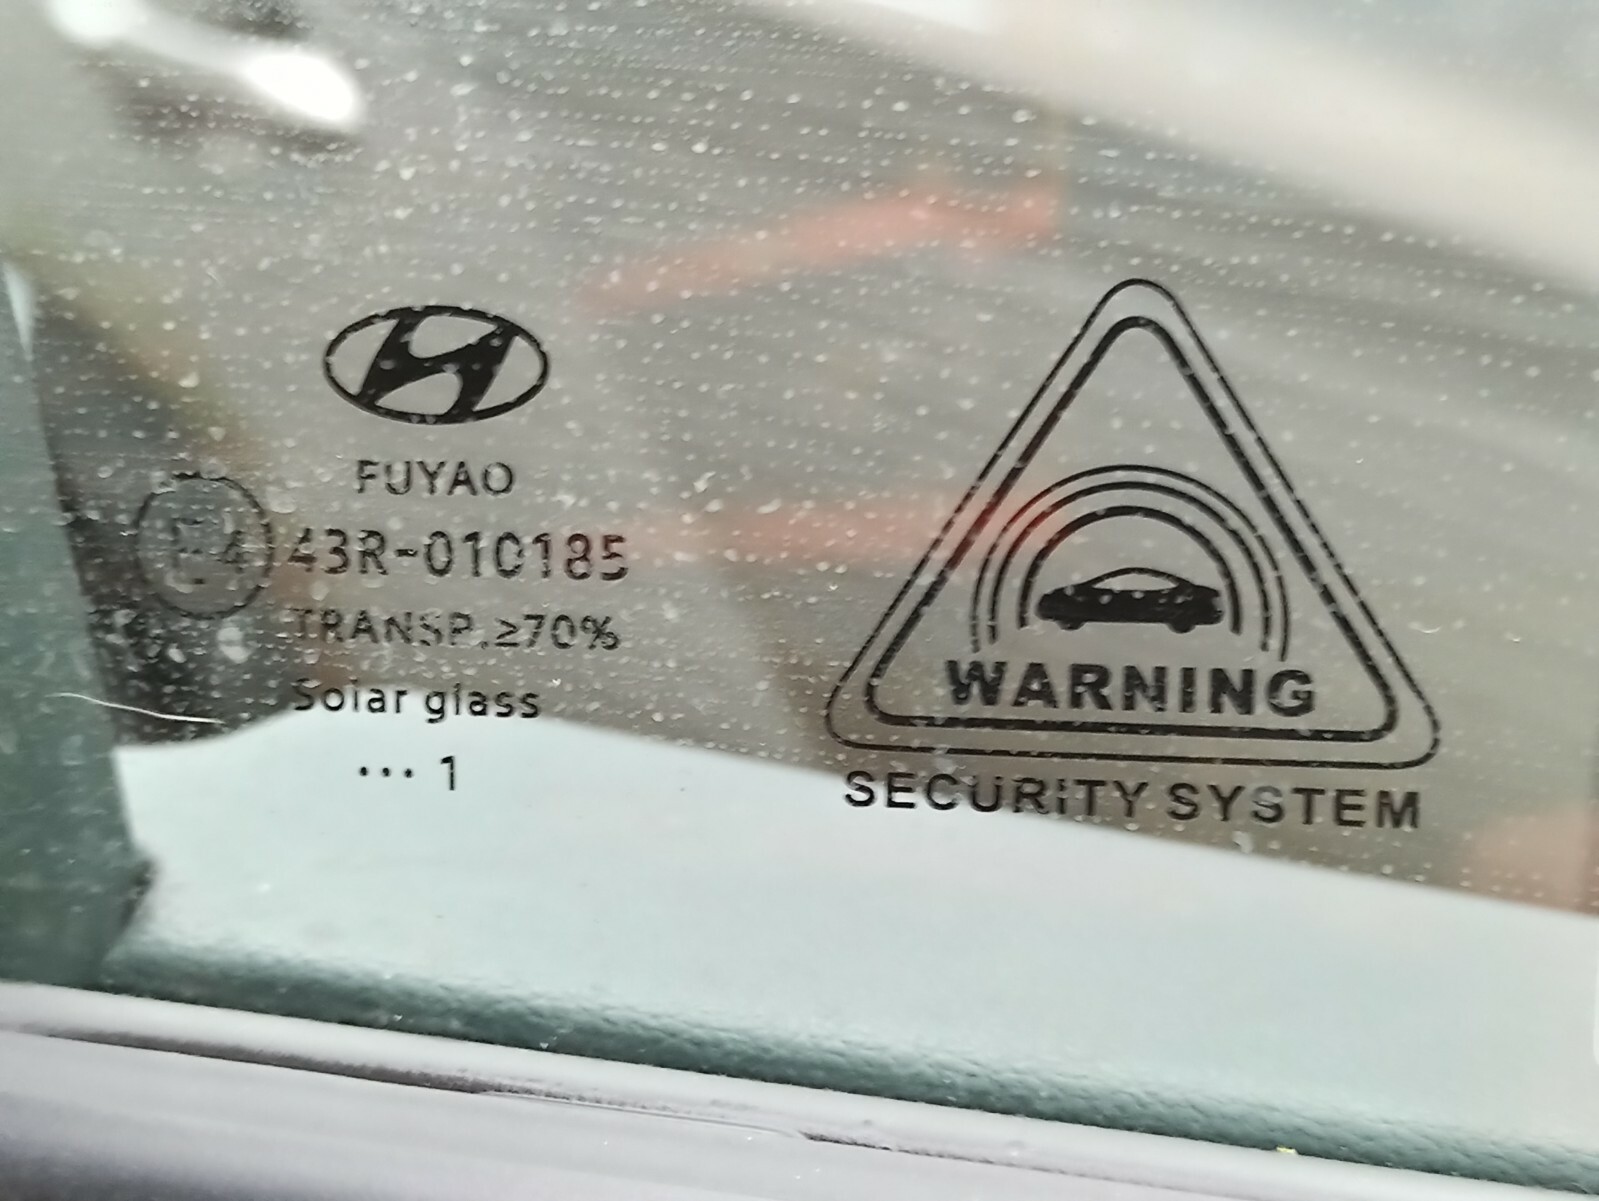 FUYAO
E4 43R-010185
TRANSP.≥70%
Solar glass
••• 1
WARNING
SECURITY SYSTEM